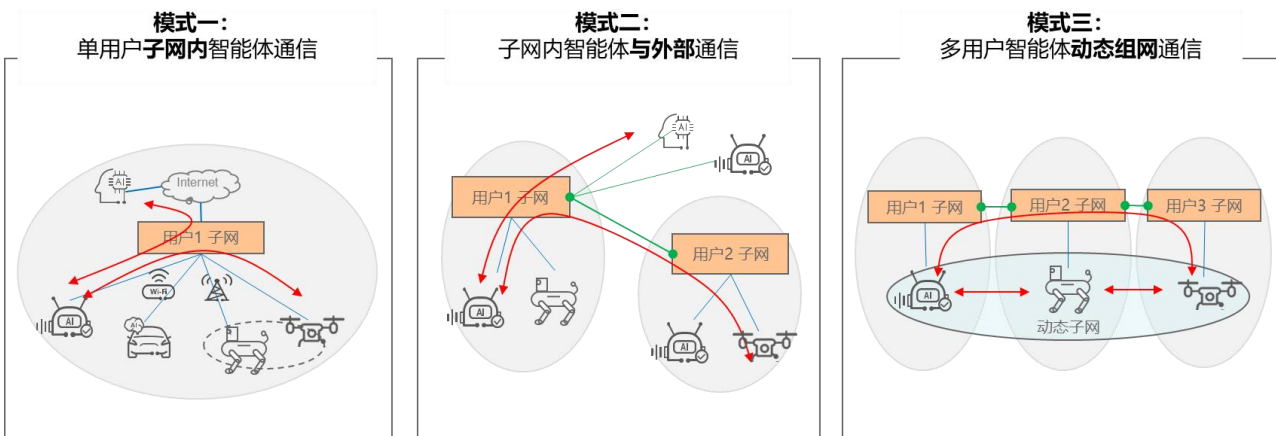 模式一：
单用户子网内智能体通信
AI
Internet
用户1 子网
Wi-Fi
AI
AI
模式二：
子网内智能体与外部通信
AI
AI
用户1 子网
用户2 子网
AI
AI
模式三：
多用户智能体动态组网通信
用户1 子网
用户2 子网
用户3 子网
AI
动态子网